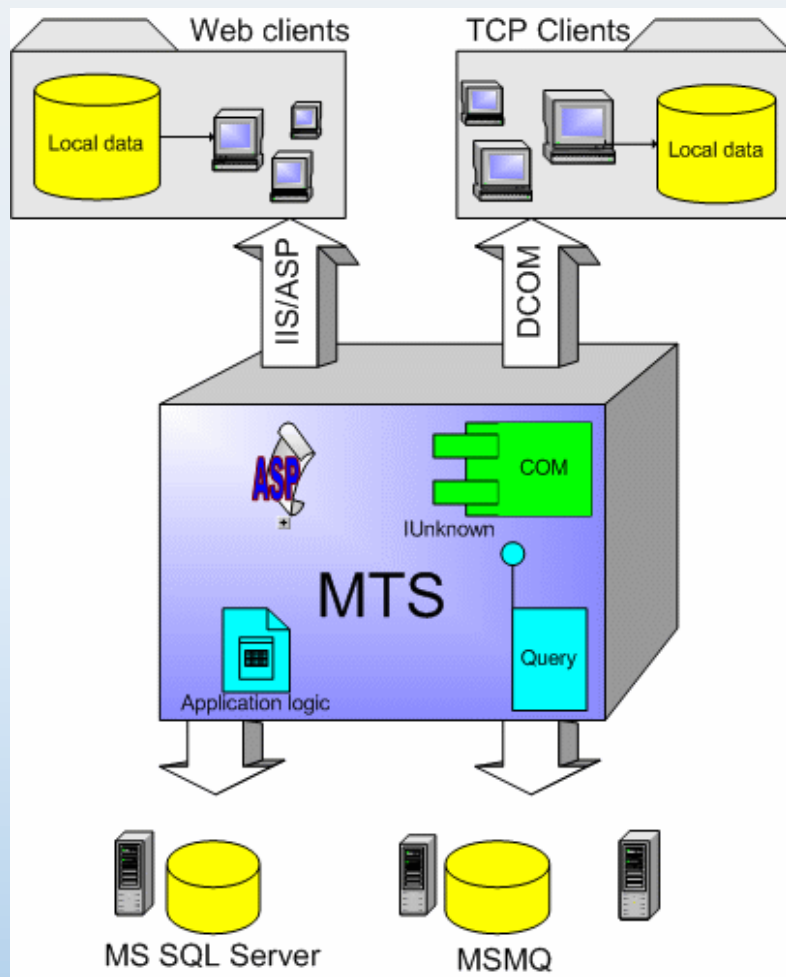 Web clients
TCP Clients
Local data
Local data
IIS/ASP
DCOM
ASP
COM
IUnknown
MTS
Query
Application logic
MS SQL Server
MSMQ